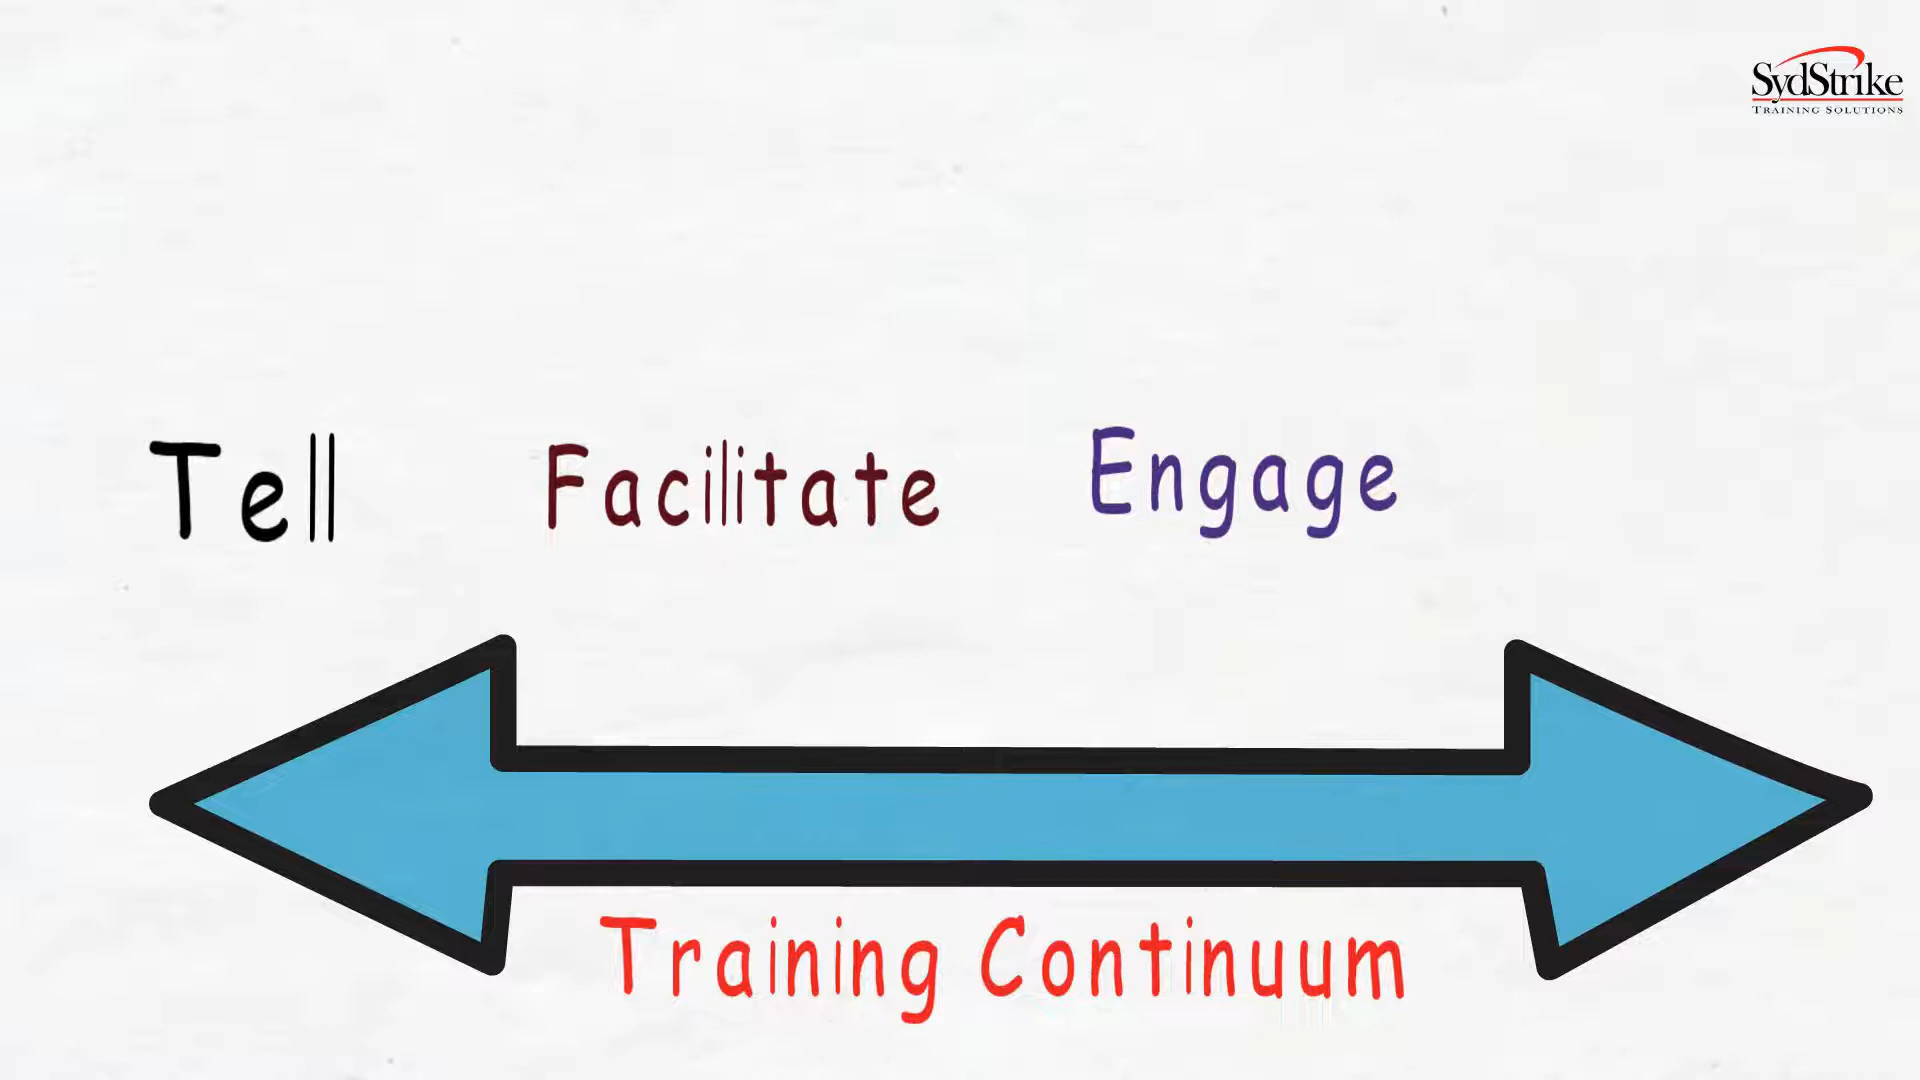 SydStrike
TRAINING SOLUTIONS
Tell Facilitate Engage
Training Continuum